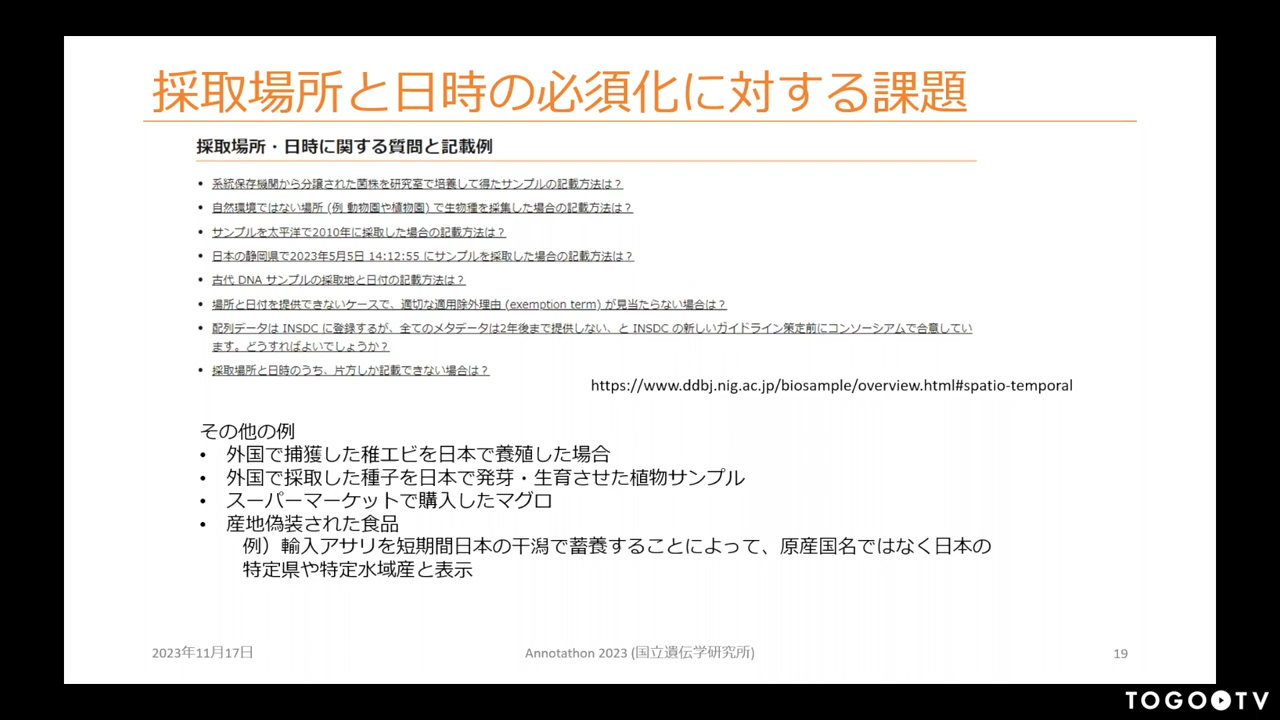 採取場所と日時の必須化に対する課題
採取場所・日時に関する質問と記載例
• 系統保存機関から分譲された菌株を研究室で培養して得たサンプルの記載方法は？
• 自然環境ではない場所 (例 動物園や植物園) で生物種を採集した場合の記載方法は？
• サンプルを太平洋で2010年に採取した場合の記載方法は？
• 日本の静岡県で2023年5月5日 14:12:55 にサンプルを採取した場合の記載方法は？
• 古代 DNA サンプルの採取地と日付の記載方法は？
• 場所と日付を提供できないケースで、適切な適用除外理由 (exemption term) が見当たらない場合は？
• 配列データは INSDC に登録するが、全てのメタデータは2年後まで提供しない、と INSDC の新しいガイドライン策定前にコンソーシアムで合意してい
ます。どうすればよいでしょうか？
• 採取場所と日時のうち、片方しか記載できない場合は？
https://www.ddbj.nig.ac.jp/biosample/overview.html#spatio-temporal
その他の例
• 外国で捕獲した稚エビを日本で養殖した場合
• 外国で採取した種子を日本で発芽・生育させた植物サンプル
• スーパーマーケットで購入したマグロ
• 産地偽装された食品
例）輸入アサリを短期間日本の干潟で蓄養することによって、原産国名ではなく日本の
特定県や特定水域産と表示
2023年11月17日
Annotathon 2023 (国立遺伝学研究所)
19
TOGO TV